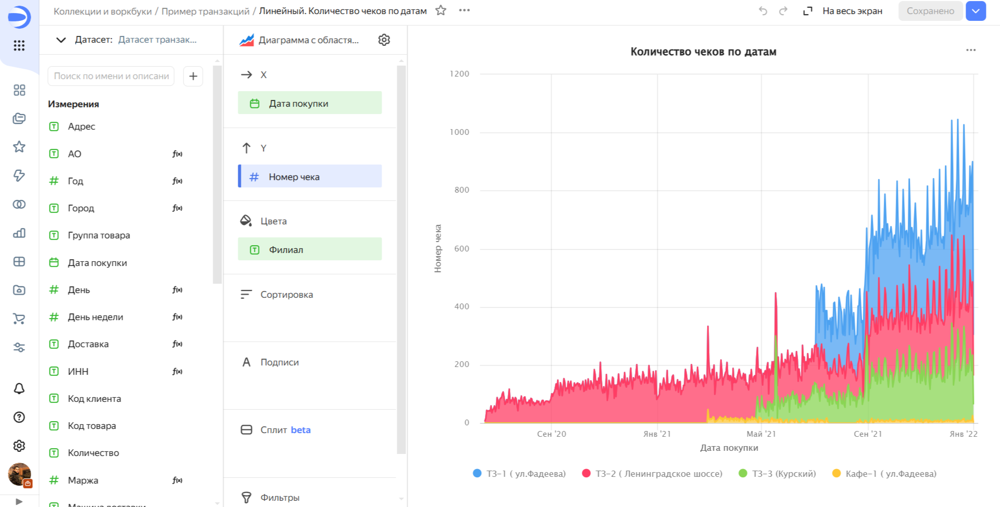 Коллекции и воркбуки / Пример транзакций / Линейный. Количество чеков по датам
На весь экран
Сохранено
Датасет: Датасет транзак...
Поиск по имени и описани
Измерения
Адрес
АО
Год
Город
Группа товара
Дата покупки
День
День недели
Доставка
ИНН
Код клиента
Код товара
Количество
Маржа
Машина доставки
Диаграмма с областя...
X
Дата покупки
Y
Номер чека
Цвета
Филиал
Сортировка
Подписи
Сплит beta
Фильтры
Количество чеков по датам
1200
1000
800
600
400
200
0
Номер чека
Сен '20
Янв '21
Май '21
Сен '21
Янв '22
Дата покупки
ТЗ-1 ( ул.Фадеева)
ТЗ-2 ( Ленинградское шоссе)
ТЗ-3 (Курский)
Кафе-1 ( ул.Фадеева)